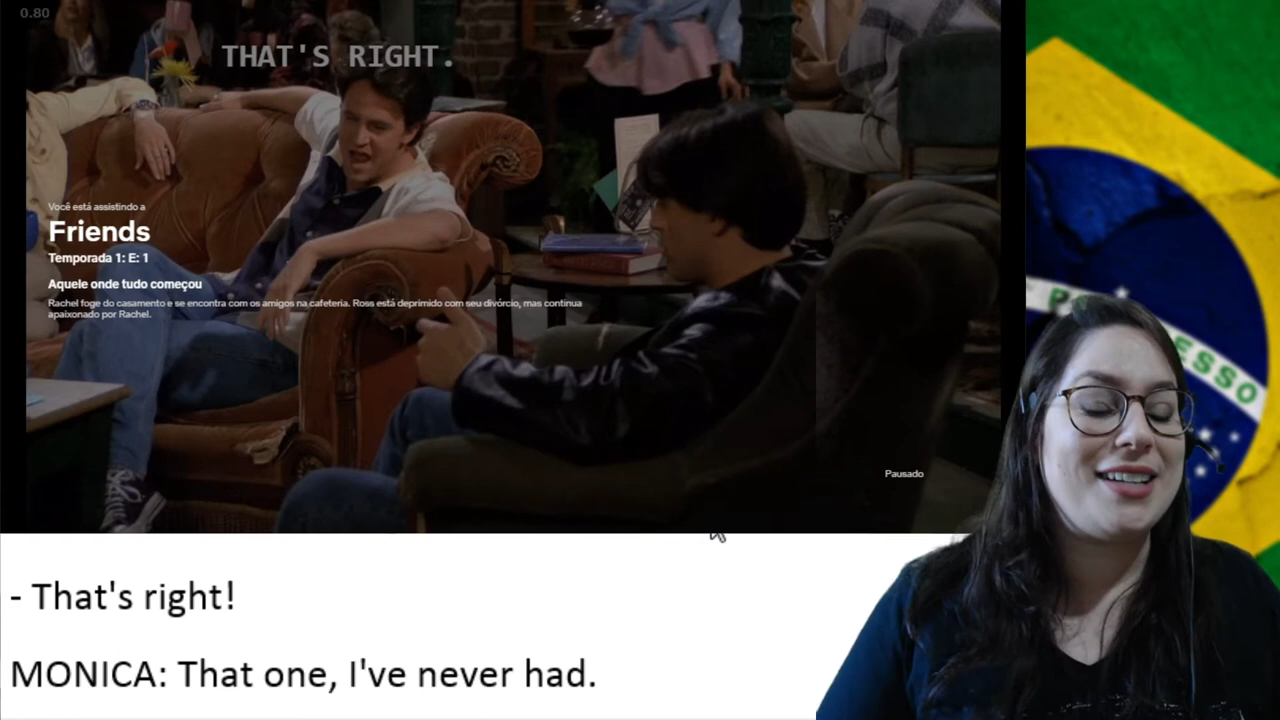 0.80
THAT'S RIGHT.
Você está assistindo a
Friends
Temporada 1: E: 1
Aquele onde tudo começou
Rachel foge do casamento e se encontra com os amigos na cafeteria. Ross está deprimido com seu divórcio, mas continua
apaixonado por Rachel.
Pausado
ESSO
- That's right!
MONICA: That one, I've never had.